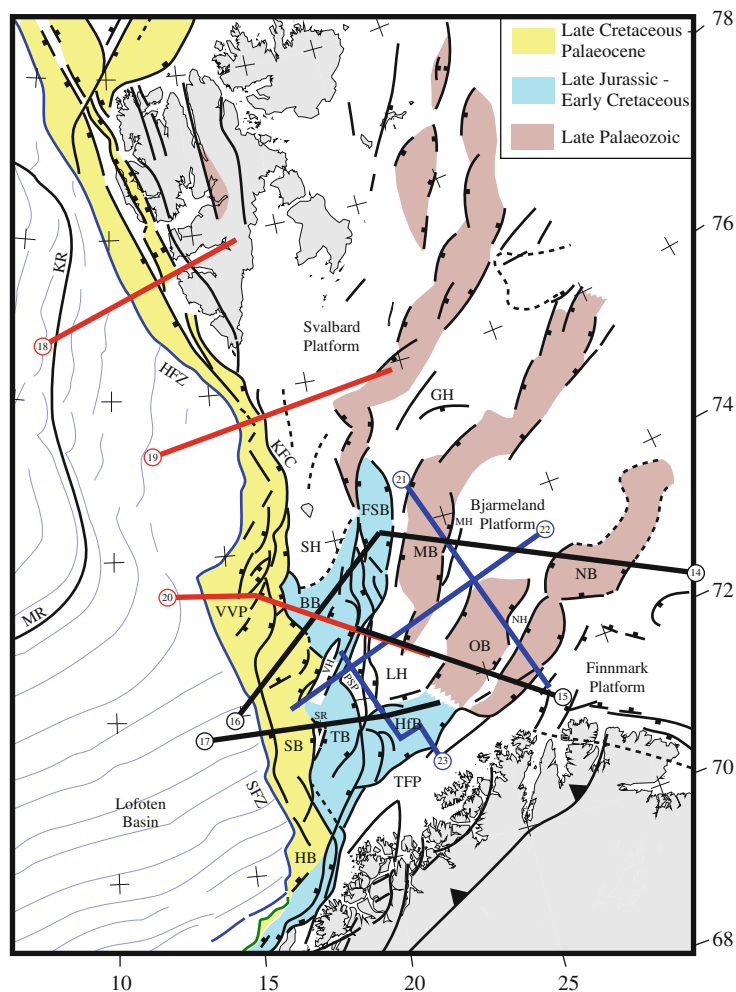 Late Cretaceous
Palaeocene
Late Jurassic -
Early Cretaceous
Late Palaeozoic
78
76
74
72
70
68
10
15
20
25
KR
18
HFZ
Svalbard
Platform
19
KFC
GH
21
FSB
MH
Bjarmeland
Platform
22
SH
MB
14
NB
20
VVP
BB
MR
VH
PSP
LH
OB
NH
Finnmark
Platform
15
16
17
SR
SB
TB
HfB
23
TFP
SFZ
Lofoten
Basin
HB